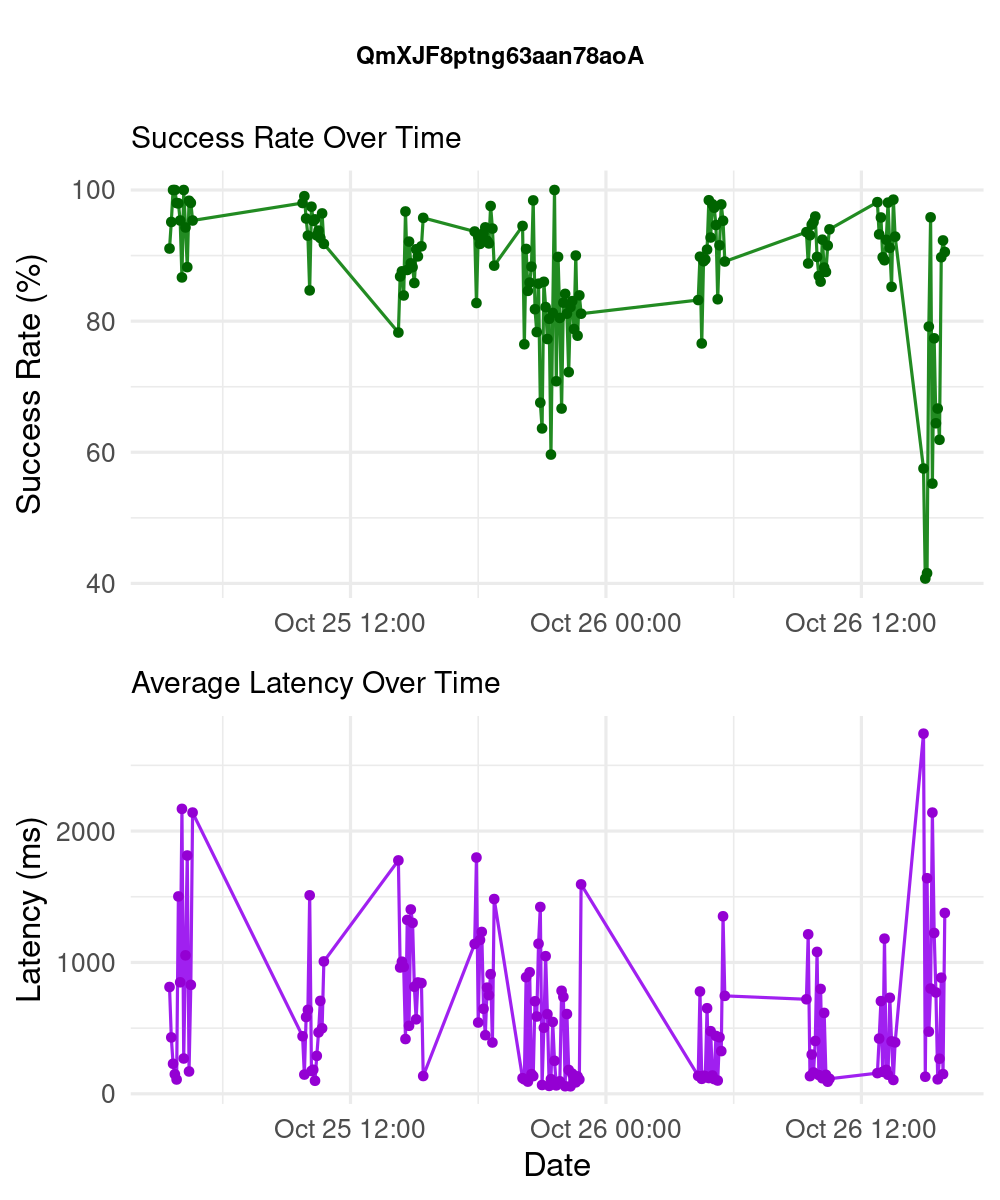 QmXJF8ptng63aan78aoA
Success Rate Over Time
Success Rate (%)
100
80
60
40
Oct 25 12:00 Oct 26 00:00 Oct 26 12:00
Average Latency Over Time
Latency (ms)
2000
1000
0
Oct 25 12:00 Oct 26 00:00 Oct 26 12:00
Date